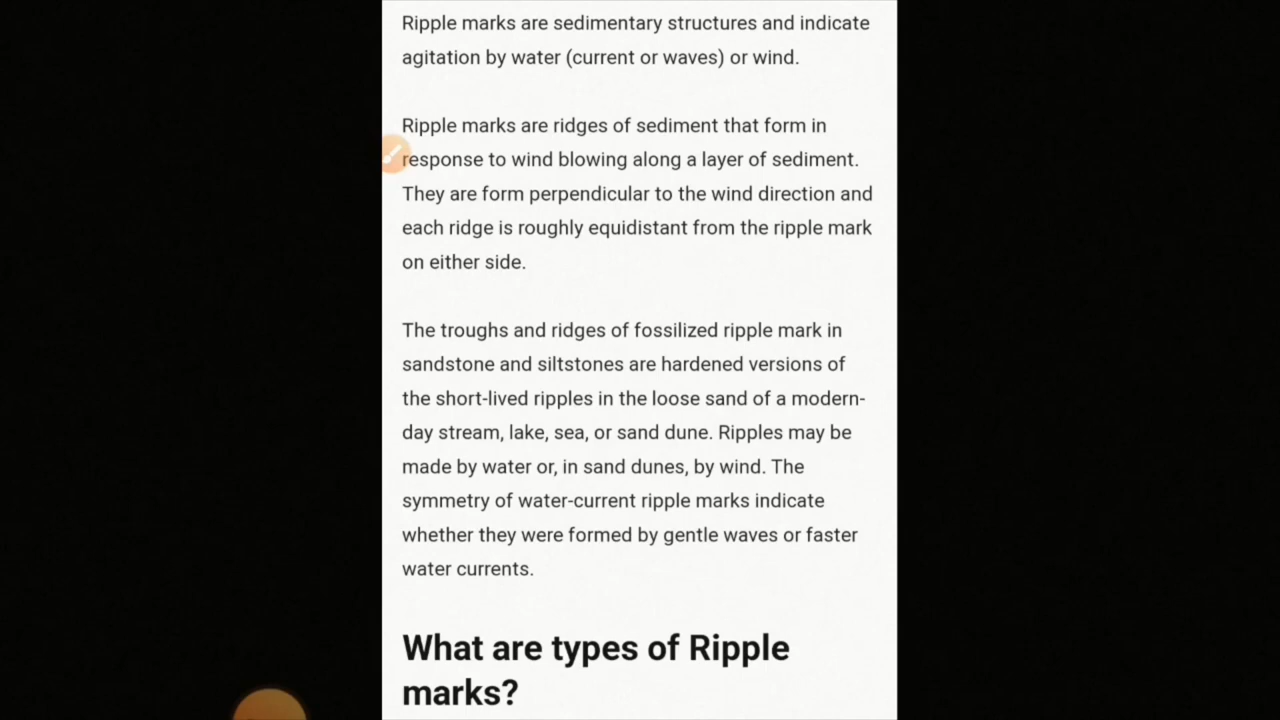 Ripple marks are sedimentary structures and indicate
agitation by water (current or waves) or wind.
Ripple marks are ridges of sediment that form in
response to wind blowing along a layer of sediment.
They are form perpendicular to the wind direction and
each ridge is roughly equidistant from the ripple mark
on either side.
The troughs and ridges of fossilized ripple mark in
sandstone and siltstones are hardened versions of
the short-lived ripples in the loose sand of a modern-
day stream, lake, sea, or sand dune. Ripples may be
made by water or, in sand dunes, by wind. The
symmetry of water-current ripple marks indicate
whether they were formed by gentle waves or faster
water currents.
What are types of Ripple
marks?